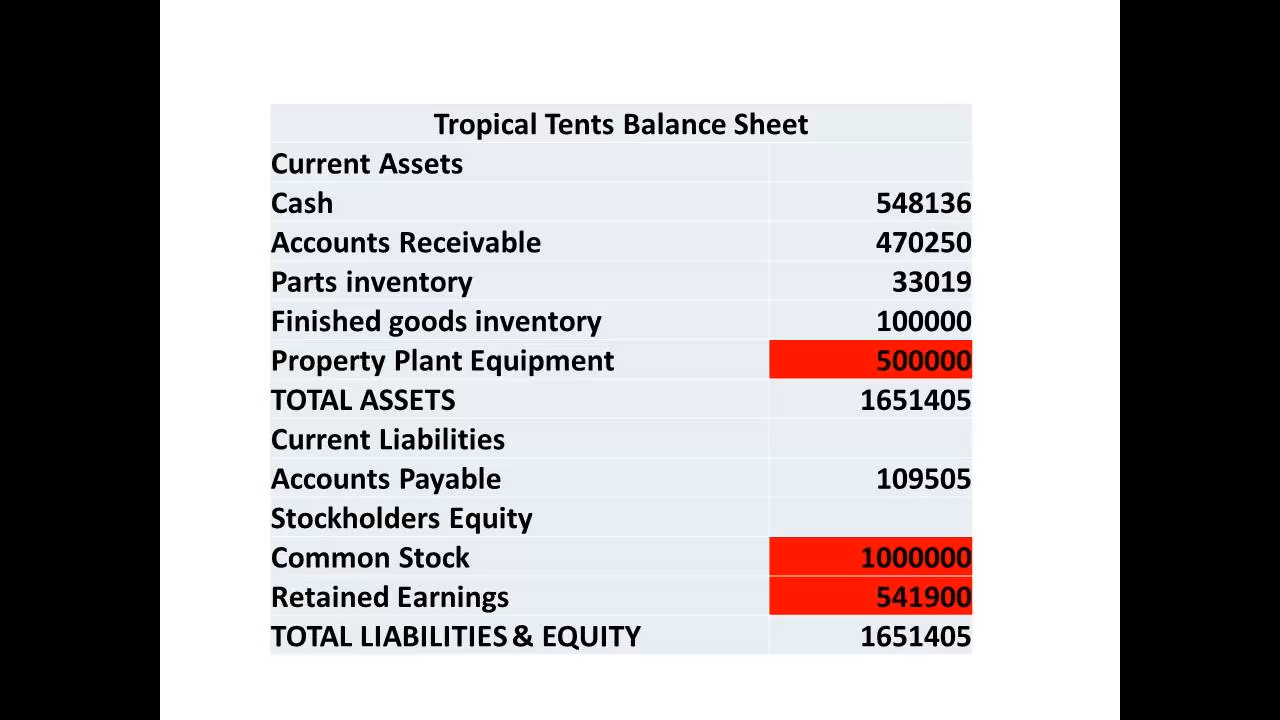 Tropical Tents Balance Sheet
Current Assets
Cash 548136
Accounts Receivable 470250
Parts inventory 33019
Finished goods inventory 100000
Property Plant Equipment 500000
TOTAL ASSETS 1651405
Current Liabilities
Accounts Payable 109505
Stockholders Equity
Common Stock 1000000
Retained Earnings 541900
TOTAL LIABILITIES & EQUITY 1651405